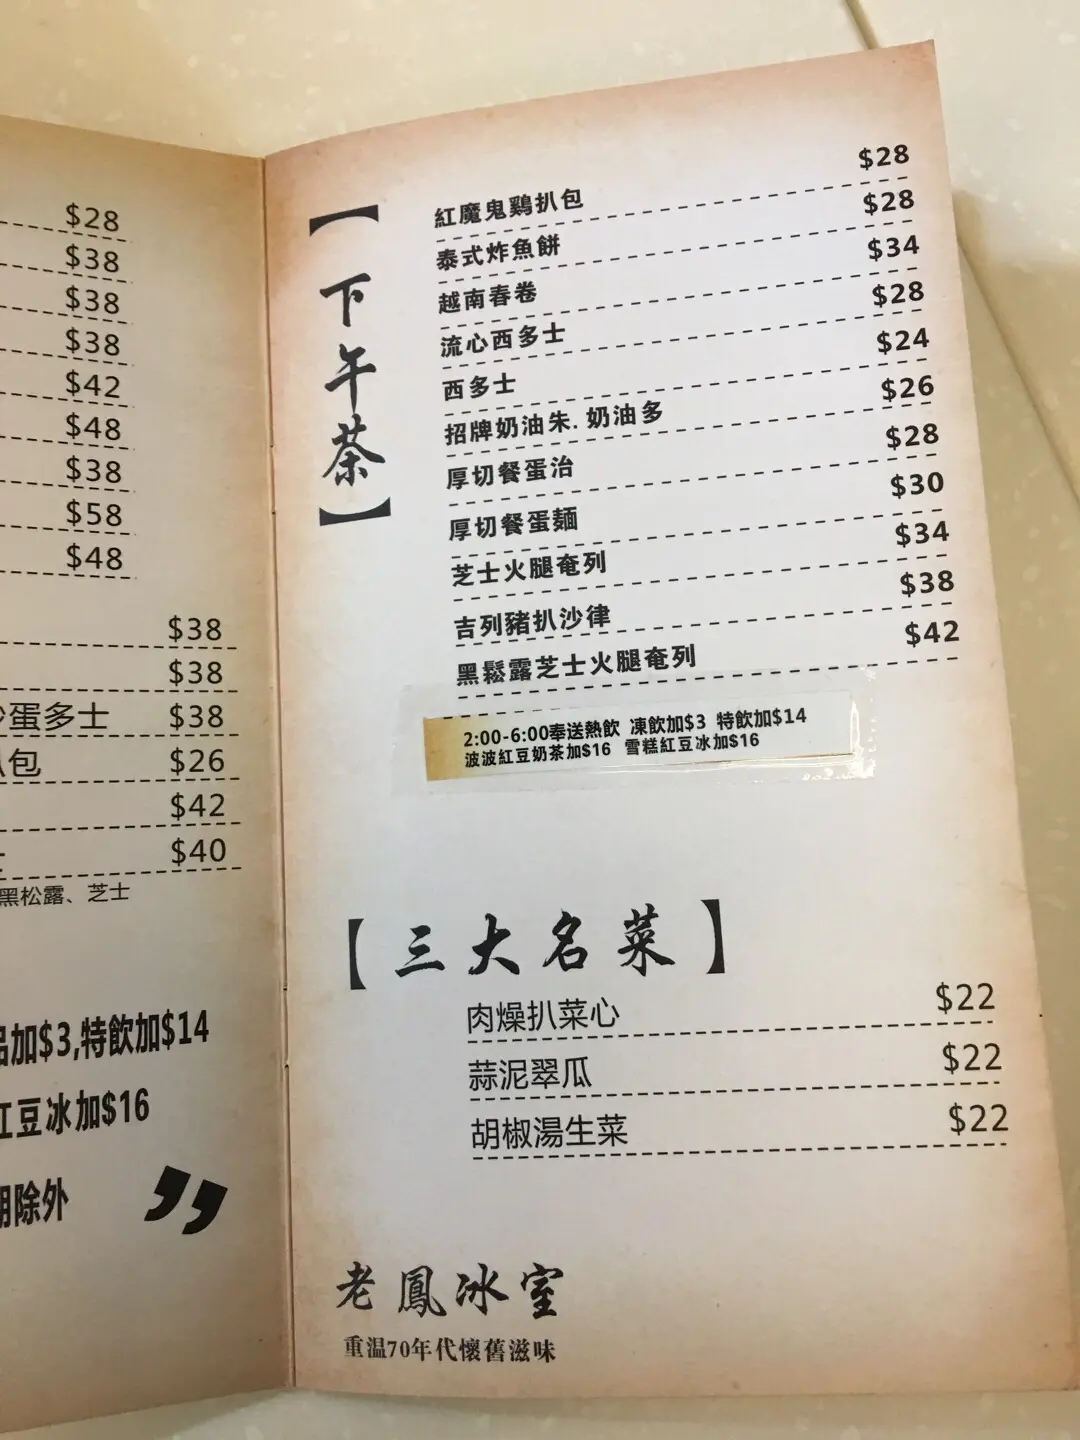 $28
$38
$38
$38
$42
$48
$38
$58
$48
$38
$38
蛋多士 $38
包 $26
$42
$40
黑松露、芝士
加$3,特飲加$14
紅豆冰加$16
期除外
”
【下午茶】
紅魔鬼鷄扒包 $28
泰式炸魚餅 $28
越南春卷 $34
流心西多士 $28
西多士 $24
招牌奶油朱.奶油多 $26
厚切餐蛋治 $28
厚切餐蛋麵 $30
芝士火腿奄列 $34
吉列豬扒沙律 $38
黑鬆露芝士火腿奄列 $42
2:00-6:00奉送熱飲 凍飲加$3 特飲加$14
波波紅豆奶茶加$16 雪糕紅豆冰加$16
【三大名菜】
肉燥扒菜心 $22
蒜泥翠瓜 $22
胡椒湯生菜 $22
老鳳冰室
重温70年代懷舊滋味